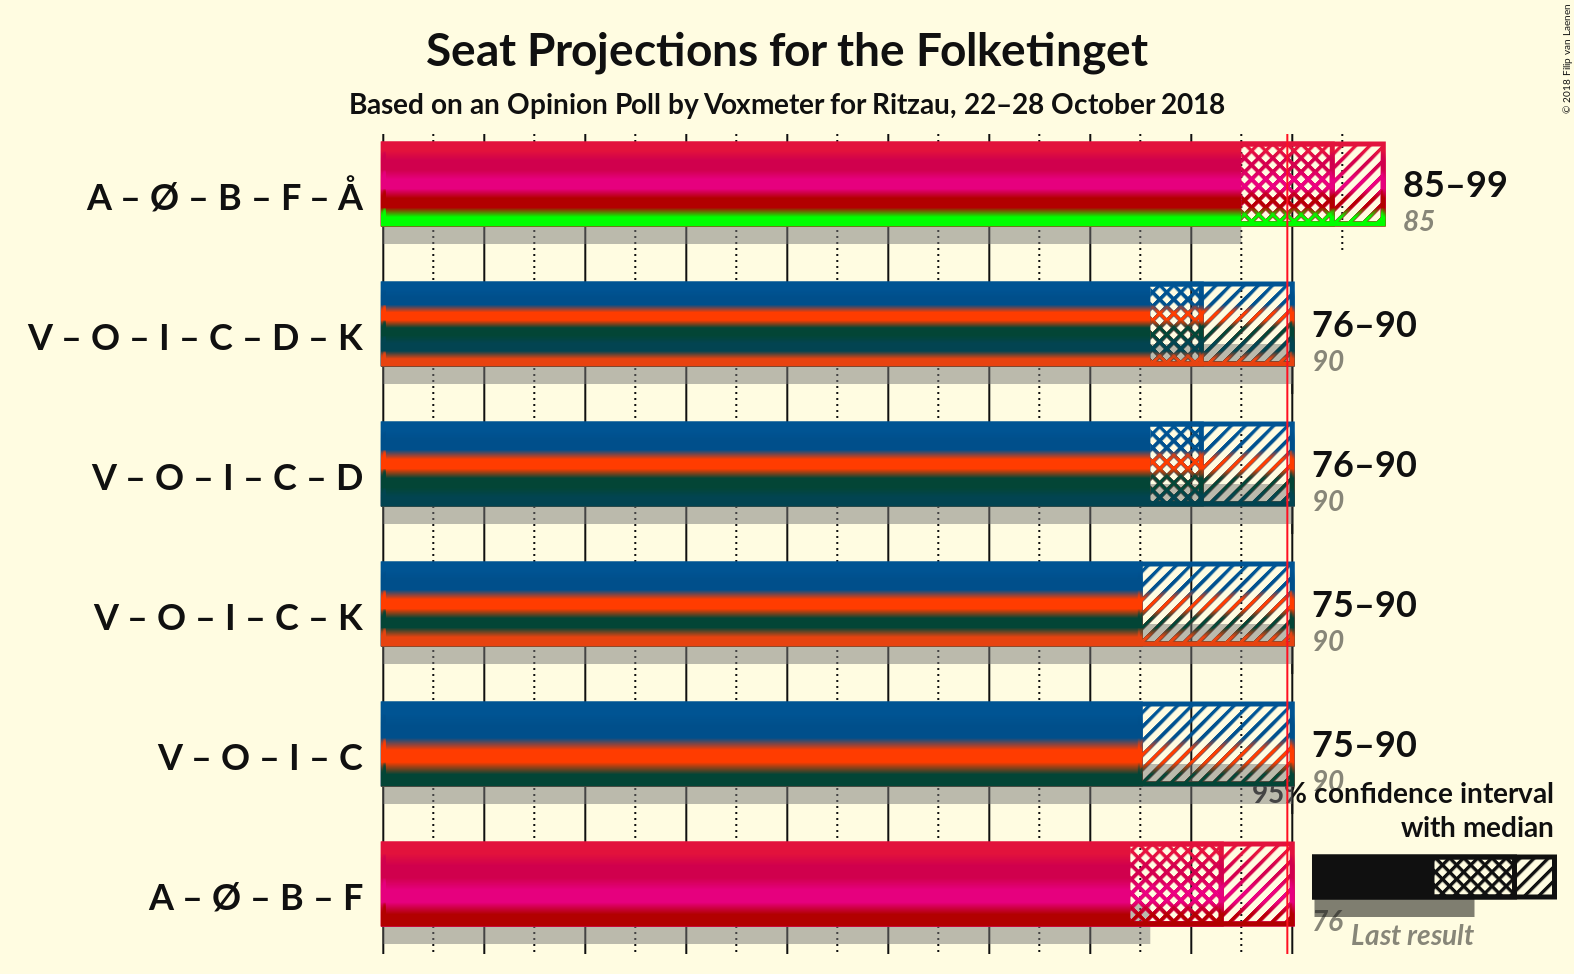 Seat Projections for the Folketinget
Based on an Opinion Poll by Voxmeter for Ritzau, 22–28 October 2018
© 2018 Filip van Laenen
A – Ø – B – F – Å
85–99
85
V – O – I – C – D – K
76–90
90
V – O – I – C – D
76–90
90
V – O – I – C – K
75–90
90
V – O – I – C
75–90
90
95% confidence interval
with median
A – Ø – B – F
76
Last result